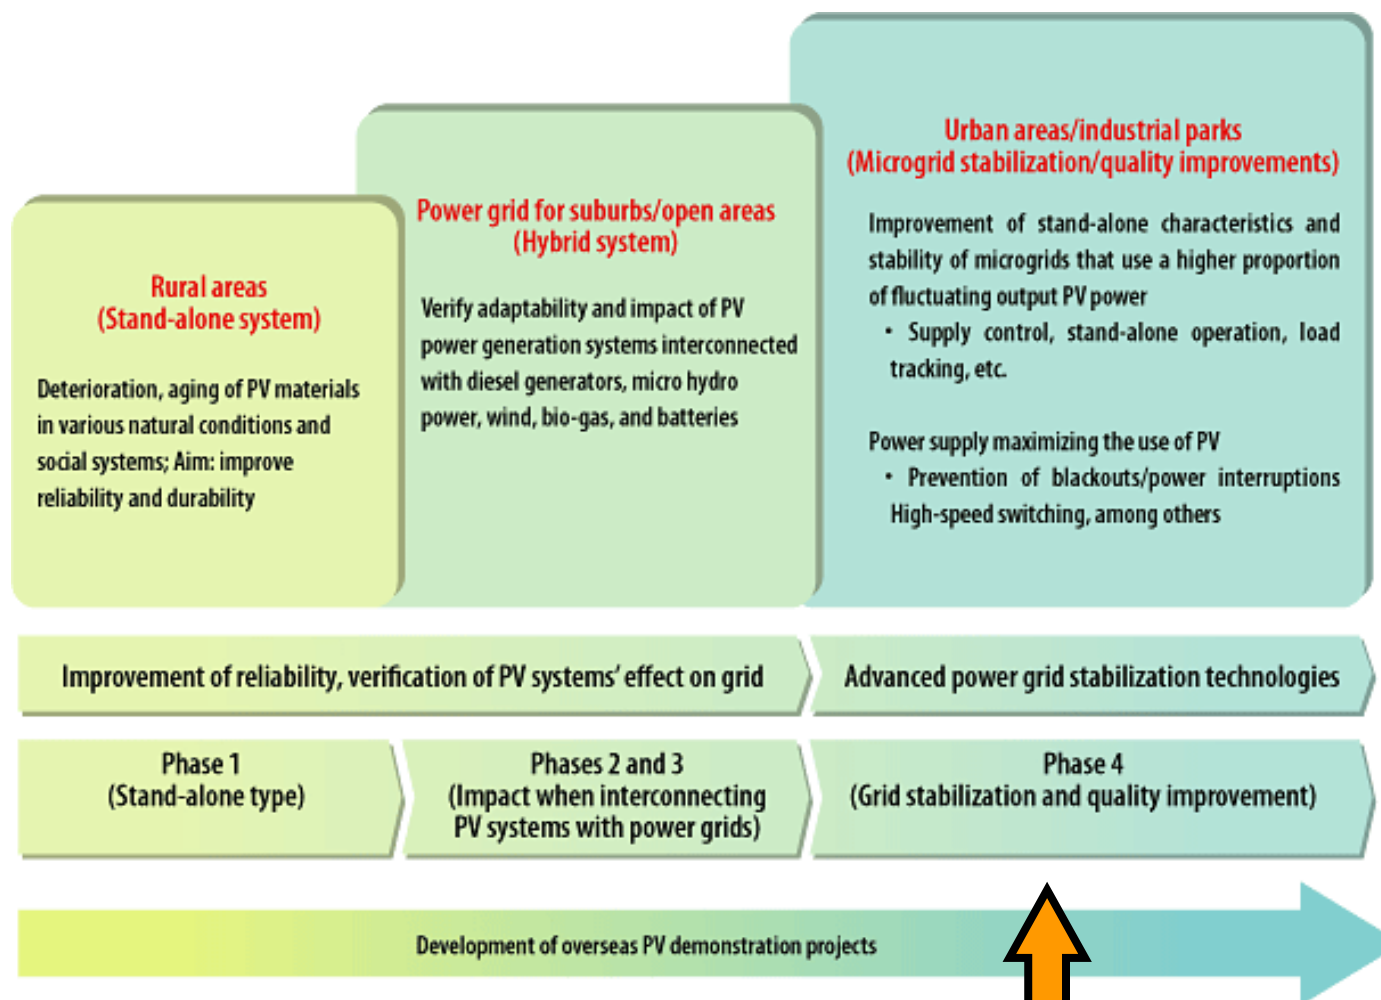 Urban areas/industrial parks
(Microgrid stabilization/quality improvements)
Improvement of stand-alone characteristics and
stability of microgrids that use a higher proportion
of fluctuating output PV power
• Supply control, stand-alone operation, load
tracking, etc.
Power supply maximizing the use of PV
• Prevention of blackouts/power interruptions
High-speed switching, among others
Power grid for suburbs/open areas
(Hybrid system)
Verify adaptability and impact of PV
power generation systems interconnected
with diesel generators, micro hydro
power, wind, bio-gas, and batteries
Rural areas
(Stand-alone system)
Deterioration, aging of PV materials
in various natural conditions and
social systems; Aim: improve
reliability and durability
Improvement of reliability, verification of PV systems' effect on grid
Advanced power grid stabilization technologies
Phase 1
(Stand-alone type)
Phases 2 and 3
(Impact when interconnecting
PV systems with power grids)
Phase 4
(Grid stabilization and quality improvement)
Development of overseas PV demonstration projects